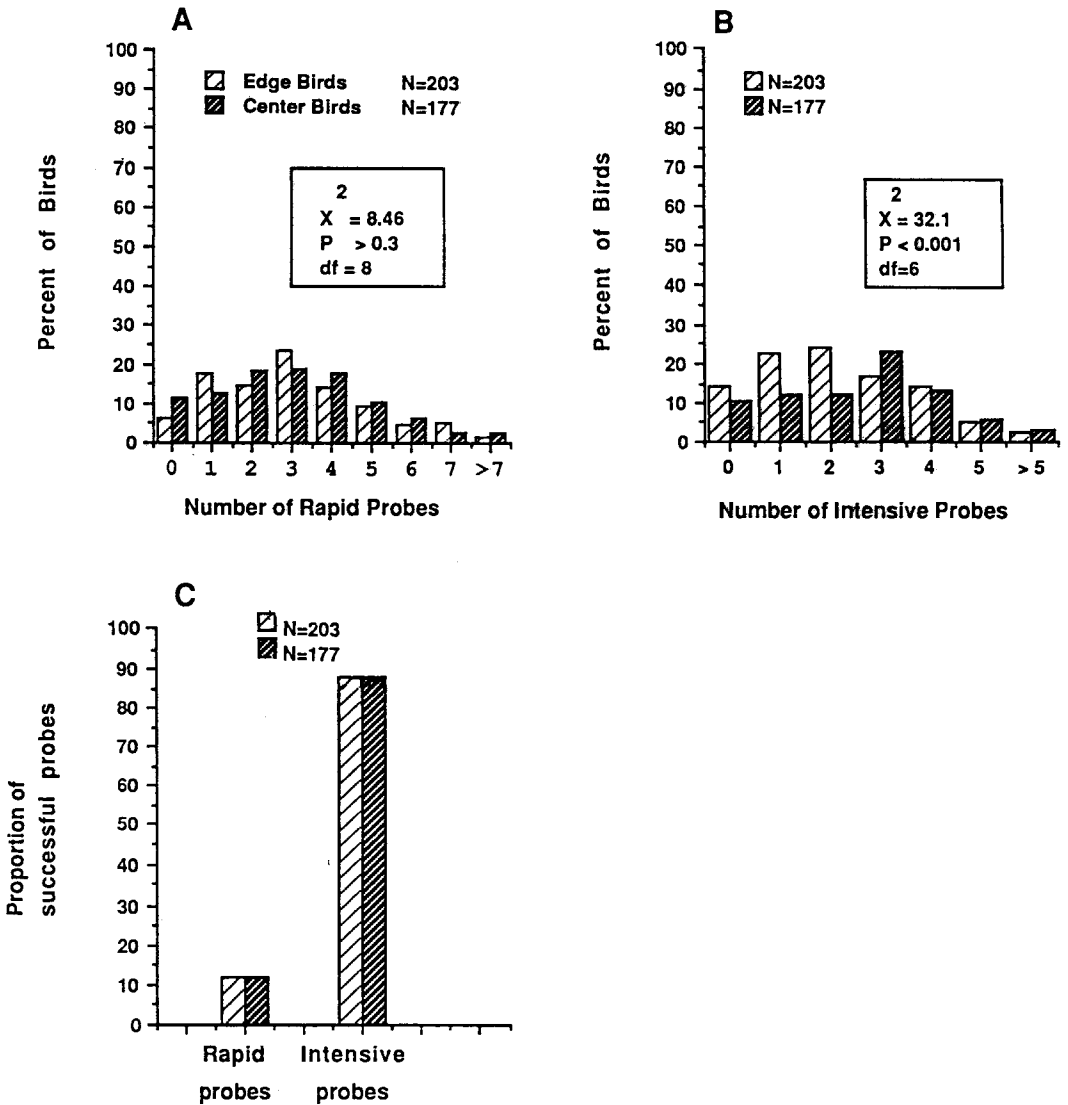 A
100
90
80
70
60
50
40
30
20
10
0
Percent of Birds
Edge Birds N=203
Center Birds N=177
2
X = 8.46
P > 0.3
df = 8
0 1 2 3 4 5 6 7 >7
Number of Rapid Probes
B
100
90
80
70
60
50
40
30
20
10
0
Percent of Birds
N=203
N=177
2
X = 32.1
P < 0.001
df=6
0 1 2 3 4 5 >5
Number of Intensive Probes
C
100
90
80
70
60
50
40
30
20
10
0
Proportion of
successful probes
N=203
N=177
Rapid Intensive
probes probes